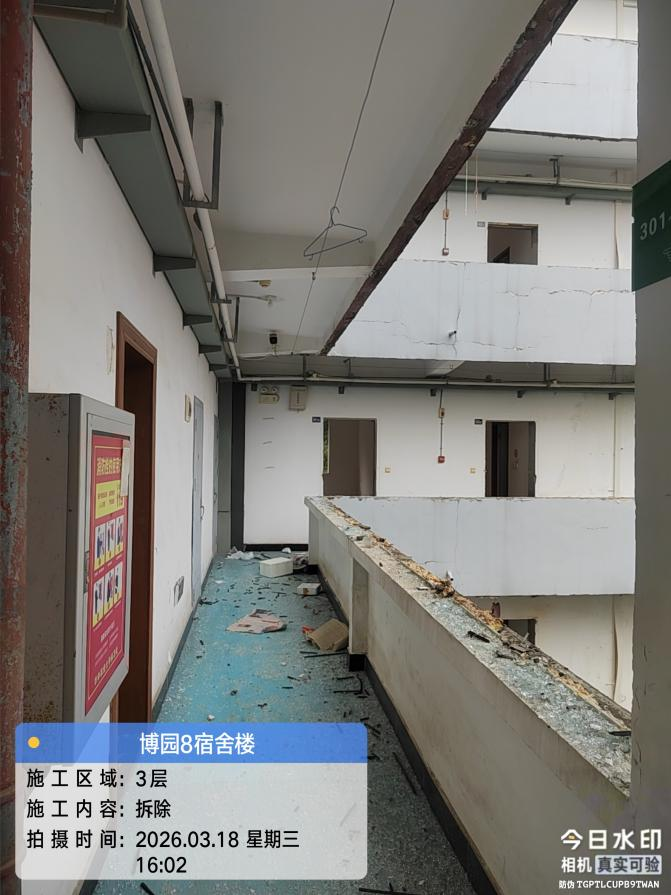 301
博园8宿舍楼
施工区域: 3层
施工内容: 拆除
拍摄时间: 2026.03.18 星期三
16:02
今日水印
相机 真实可验
防伪 TGPTLCUPB9TWAN